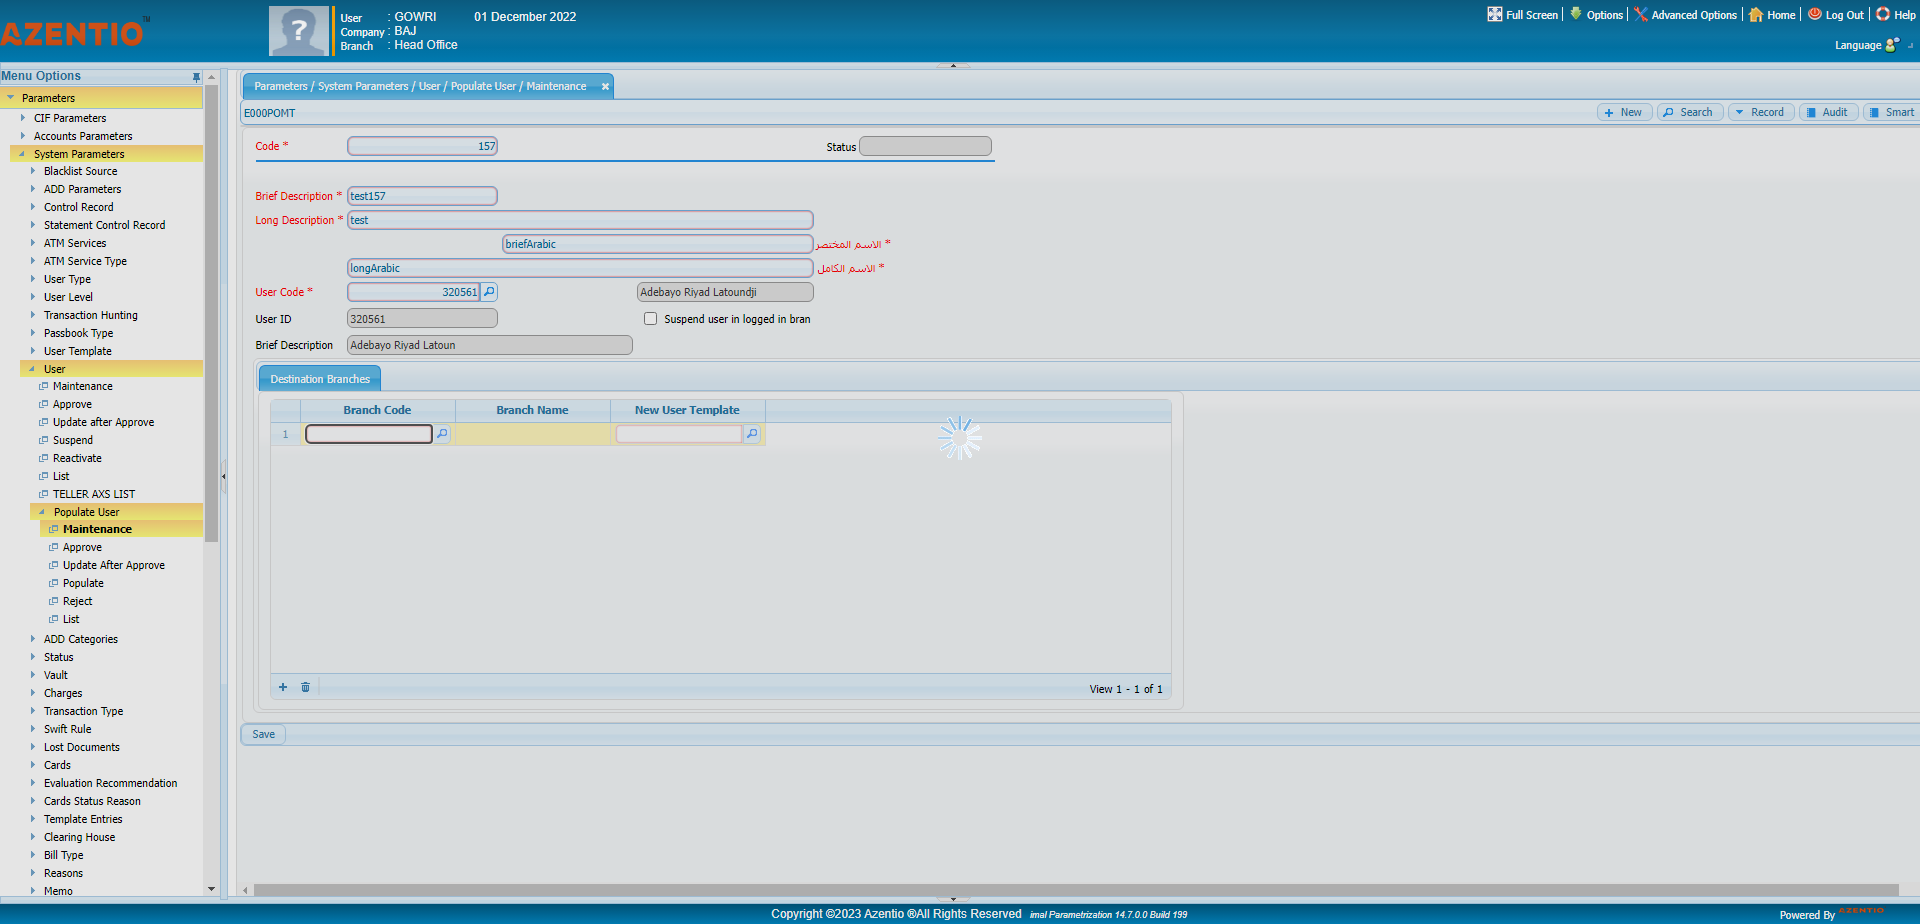 AZENTIO™
User : GOWRI 01 December 2022
Company : BAJ
Branch : Head Office
Full Screen Options Advanced Options Home Log Out Help
Language
Menu Options
Parameters
CIF Parameters
Accounts Parameters
System Parameters
Blacklist Source
ADD Parameters
Control Record
Statement Control Record
ATM Services
ATM Service Type
User Type
User Level
Transaction Hunting
Passbook Type
User Template
User
Maintenance
Approve
Update after Approve
Suspend
Reactivate
List
TELLER AXS LIST
Populate User
Maintenance
Approve
Update After Approve
Populate
Reject
List
ADD Categories
Status
Vault
Charges
Transaction Type
Swift Rule
Lost Documents
Cards
Evaluation Recommendation
Cards Status Reason
Template Entries
Clearing House
Bill Type
Reasons
Memo
Parameters / System Parameters / User / Populate User / Maintenance
E000POMT
New Search Record Audit Smart
Code * 157 Status
Brief Description * test157
Long Description * test
briefArabic الاسم المختصر *
longArabic الاسم الكامل *
User Code * 320561 Adebayo Riyad Latoundji
User ID 320561 Suspend user in logged in bran
Brief Description Adebayo Riyad Latoun
Destination Branches
Branch Code Branch Name New User Template
1
View 1 - 1 of 1
Save
Copyright ©2023 Azentio ®All Rights Reserved imal Parametrization 14.7.0.0 Build 199
Powered By AZENTIO